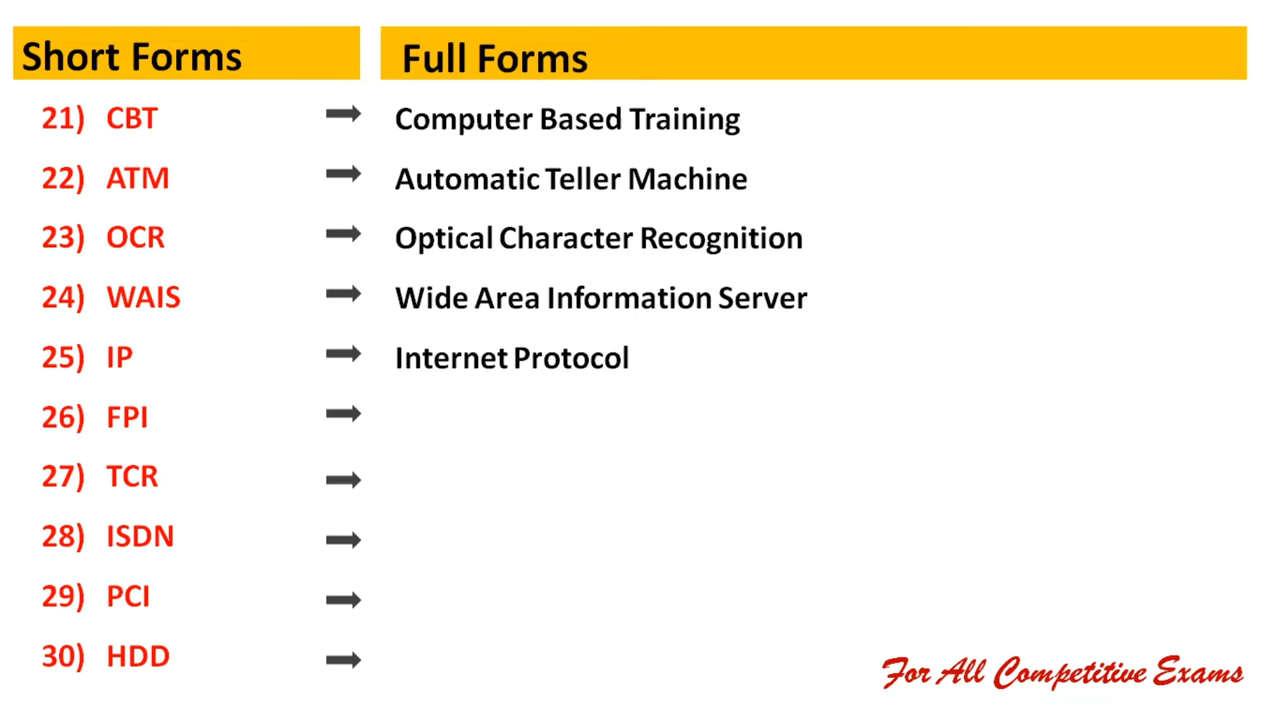 Short Forms Full Forms
21) CBT Computer Based Training
22) ATM Automatic Teller Machine
23) OCR Optical Character Recognition
24) WAIS Wide Area Information Server
25) IP Internet Protocol
26) FPI
27) TCR
28) ISDN
29) PCI
30) HDD
For All Competitive Exams